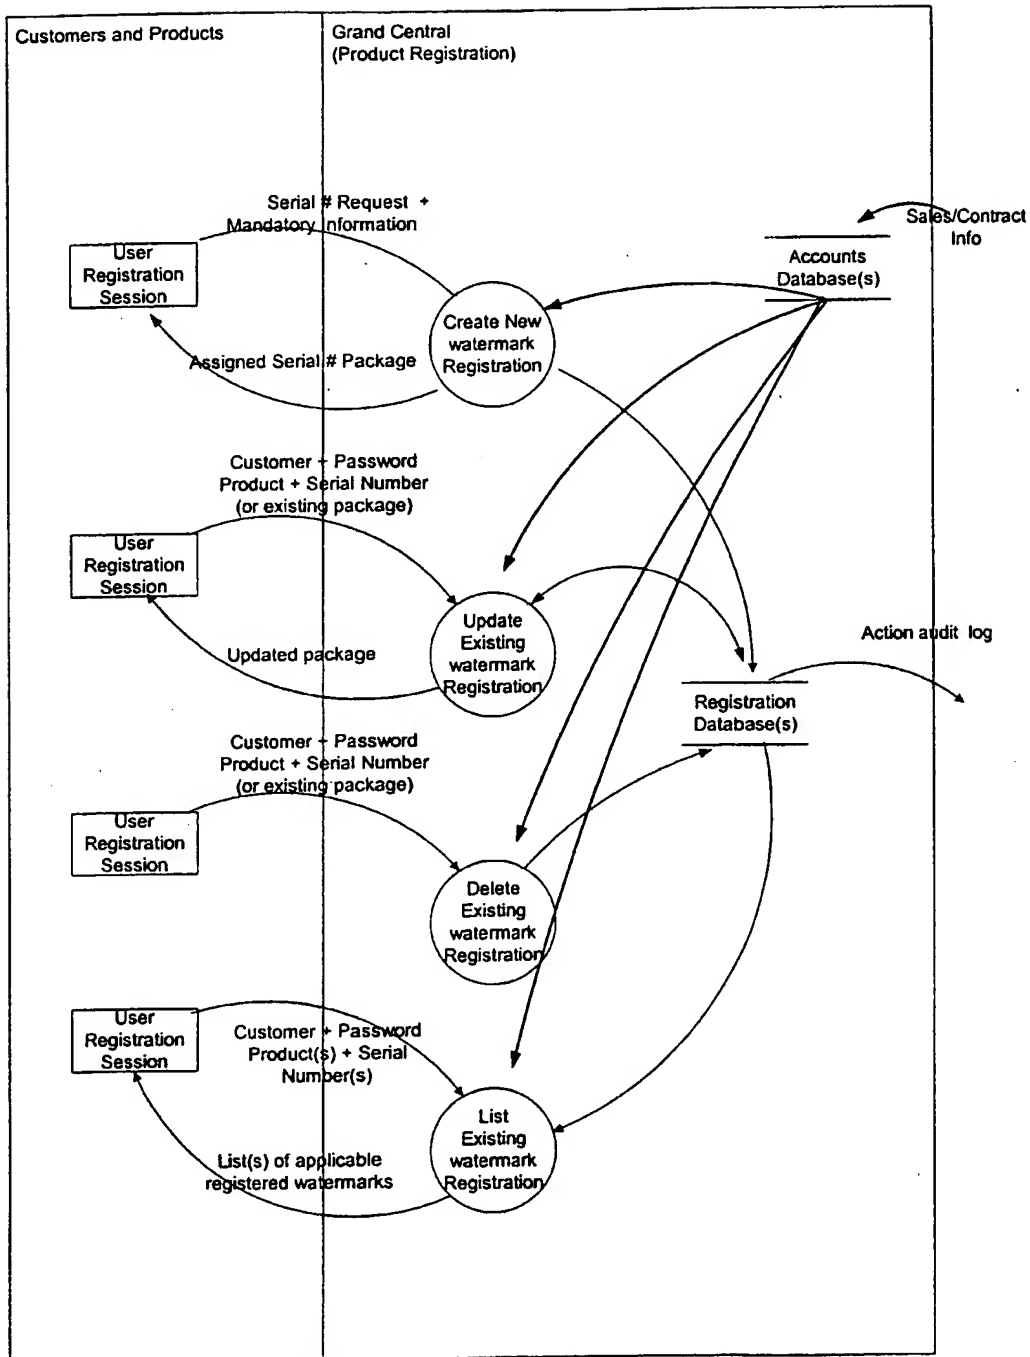 Customers and Products
Grand Central
(Product Registration)
Serial # Request +
Mandatory Information
Sales/Contract
Info
User
Registration
Session
Accounts
Database(s)
Create New
watermark
Registration
Assigned Serial # Package
Customer + Password
Product + Serial Number
(or existing package)
User
Registration
Session
Update
Existing
watermark
Registration
Updated package
Action audit log
Registration
Database(s)
Customer + Password
Product + Serial Number
(or existing package)
User
Registration
Session
Delete
Existing
watermark
Registration
User
Registration
Session
Customer + Password
Product(s) + Serial
Number(s)
List
Existing
watermark
Registration
List(s) of applicable
registered watermarks